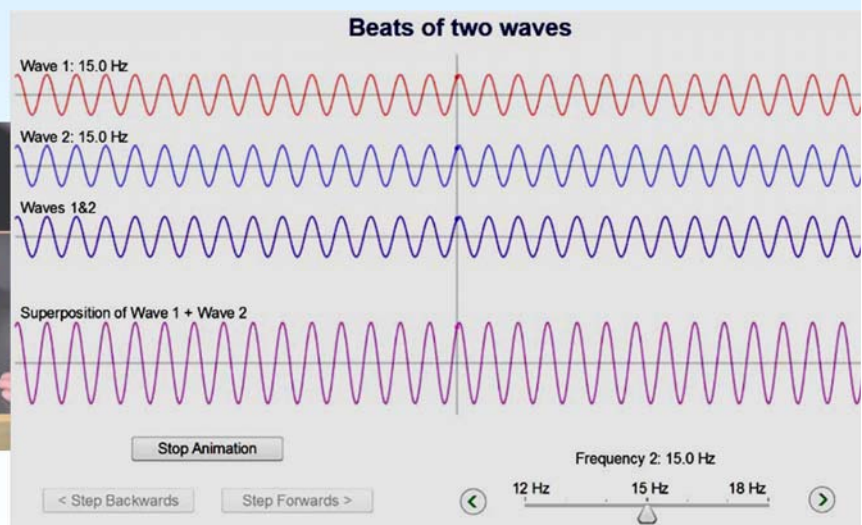 Beats of two waves
Wave 1: 15.0 Hz
Wave 2: 15.0 Hz
Waves 1&2
Superposition of Wave 1 + Wave 2
Stop Animation
Frequency 2: 15.0 Hz
< Step Backwards
Step Forwards >
12 Hz
15 Hz
18 Hz